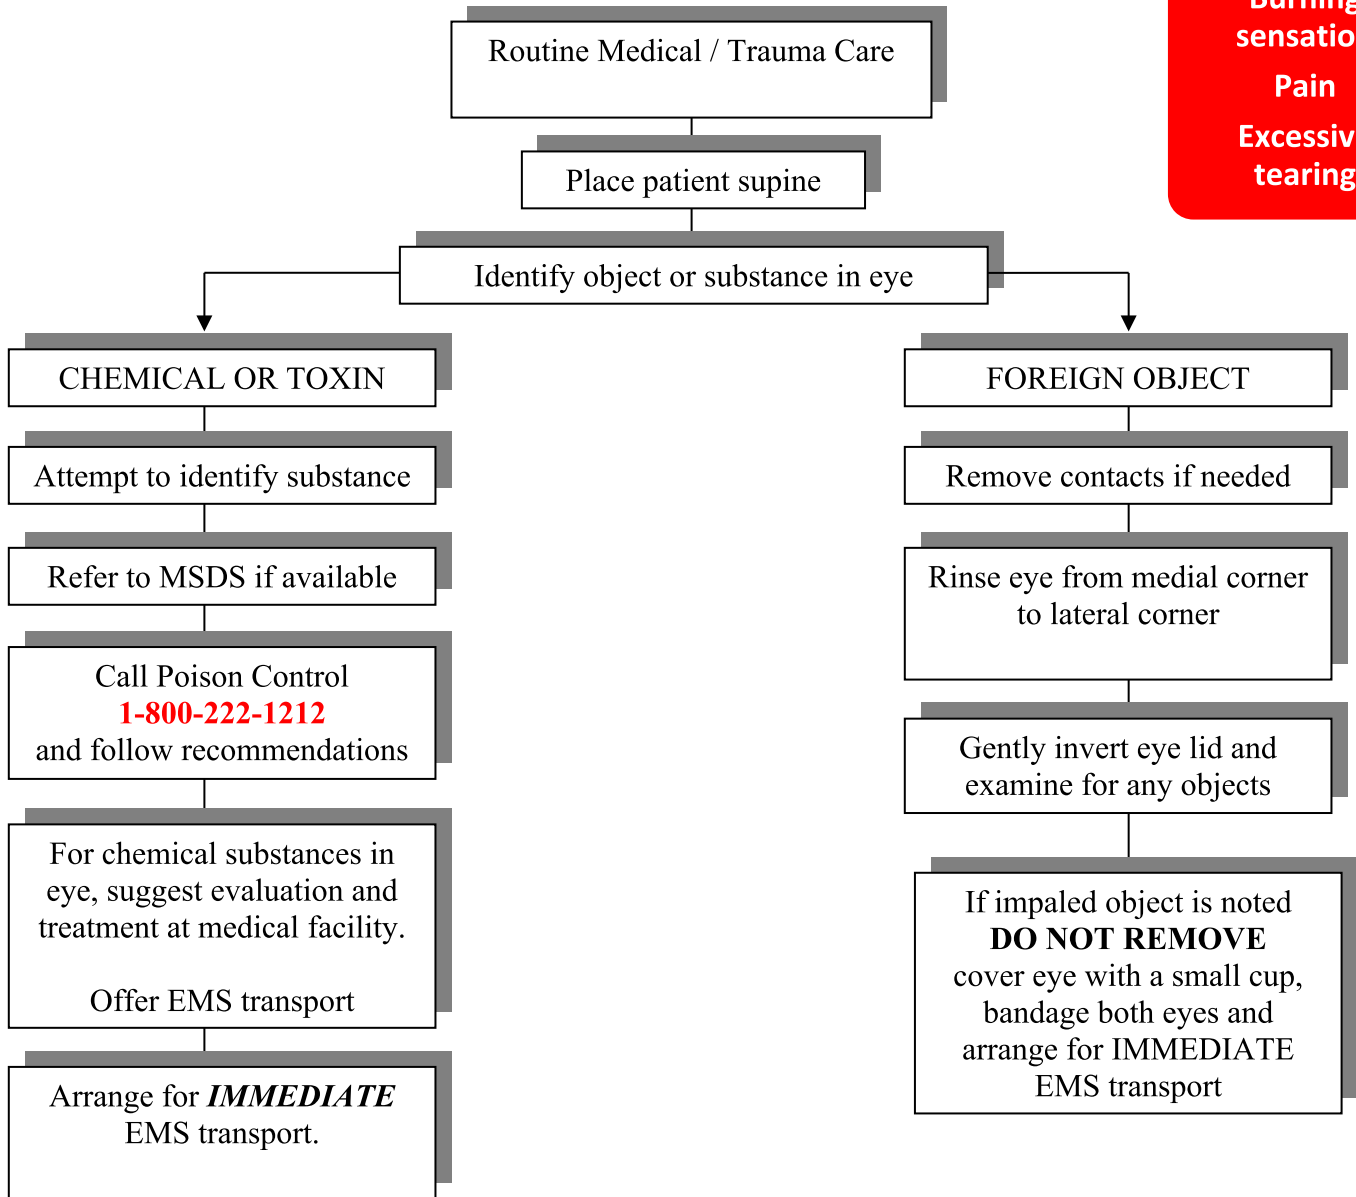 Routine Medical / Trauma Care
sensatio
Pain
Excessiv
tearing
Place patient supine
Identify object or substance in eye
CHEMICAL OR TOXIN
Attempt to identify substance
Refer to MSDS if available
Call Poison Control
1-800-222-1212
and follow recommendations
For chemical substances in
eye, suggest evaluation and
treatment at medical facility.
Offer EMS transport
Arrange for IMMEDIATE
EMS transport.
FOREIGN OBJECT
Remove contacts if needed
Rinse eye from medial corner
to lateral corner
Gently invert eye lid and
examine for any objects
If impaled object is noted
DO NOT REMOVE
cover eye with a small cup,
bandage both eyes and
arrange for IMMEDIATE
EMS transport